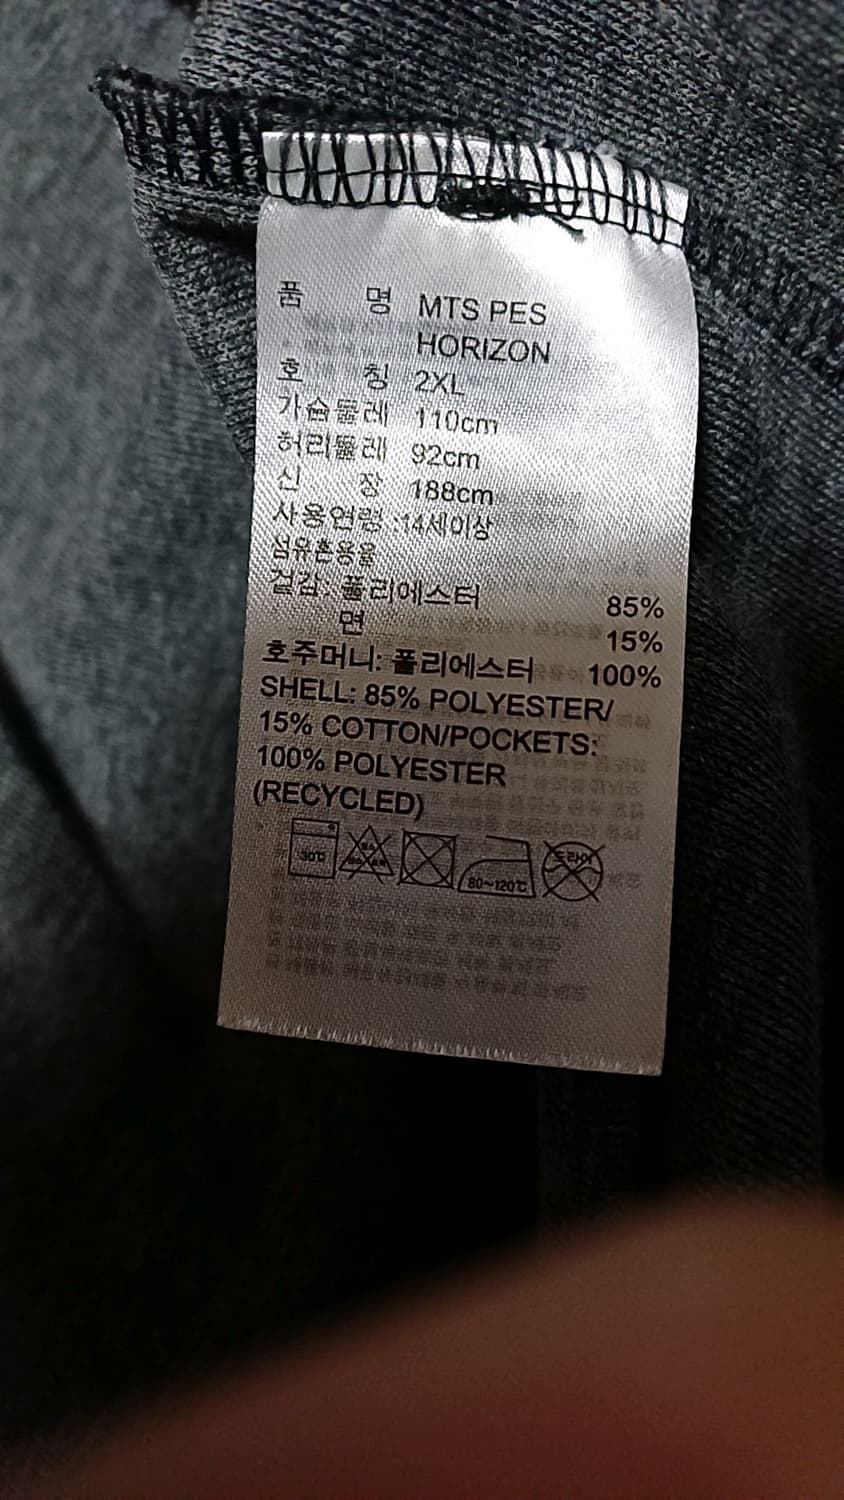 품 명 MTS PES
HORIZON
호 칭 2XL
가슴둘레 110cm
허리둘레 92cm
신 장 188cm
사용연령 :14세이상
섬유혼용율
겉감: 폴리에스터 85%
면 15%
호주머니: 폴리에스터 100%
SHELL: 85% POLYESTER/
15% COTTON/POCKETS:
100% POLYESTER
(RECYCLED)
30℃ 80~120℃ 드라이